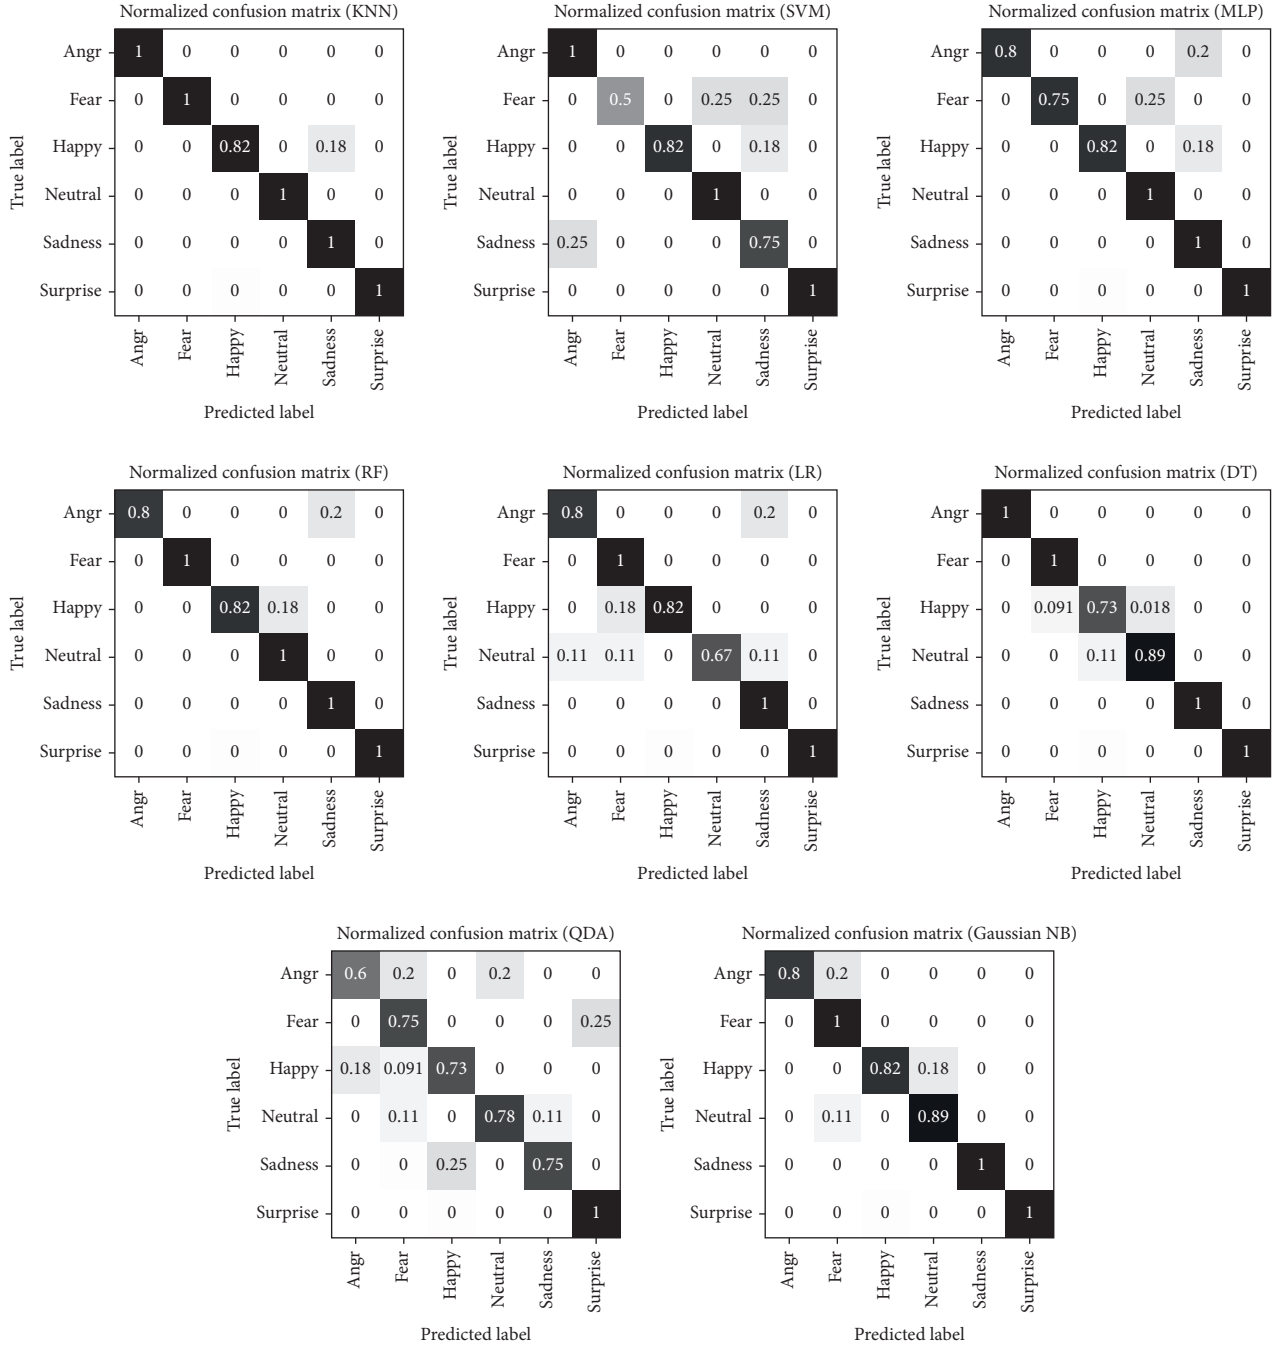 Normalized confusion matrix (KNN)
Angr 1 0 0 0 0 0
Fear 0 1 0 0 0 0
Happy 0 0 0.82 0 0.18 0
Neutral 0 0 0 1 0 0
Sadness 0 0 0 0 1 0
Surprise 0 0 0 0 0 1
True label
Angr Fear Happy Neutral Sadness Surprise
Predicted label
Normalized confusion matrix (SVM)
Angr 1 0 0 0 0 0
Fear 0 0.5 0 0.25 0.25 0
Happy 0 0 0.82 0 0.18 0
Neutral 0 0 0 1 0 0
Sadness 0.25 0 0 0 0.75 0
Surprise 0 0 0 0 0 1
True label
Angr Fear Happy Neutral Sadness Surprise
Predicted label
Normalized confusion matrix (MLP)
Angr 0.8 0 0 0 0.2 0
Fear 0 0.75 0 0.25 0 0
Happy 0 0 0.82 0 0.18 0
Neutral 0 0 0 1 0 0
Sadness 0 0 0 0 1 0
Surprise 0 0 0 0 0 1
True label
Angr Fear Happy Neutral Sadness Surprise
Predicted label
Normalized confusion matrix (RF)
Angr 0.8 0 0 0 0.2 0
Fear 0 1 0 0 0 0
Happy 0 0 0.82 0.18 0 0
Neutral 0 0 0 1 0 0
Sadness 0 0 0 0 1 0
Surprise 0 0 0 0 0 1
True label
Angr Fear Happy Neutral Sadness Surprise
Predicted label
Normalized confusion matrix (LR)
Angr 0.8 0 0 0 0.2 0
Fear 0 1 0 0 0 0
Happy 0 0.18 0.82 0 0 0
Neutral 0.11 0.11 0 0.67 0.11 0
Sadness 0 0 0 0 1 0
Surprise 0 0 0 0 0 1
True label
Angr Fear Happy Neutral Sadness Surprise
Predicted label
Normalized confusion matrix (DT)
Angr 1 0 0 0 0 0
Fear 0 1 0 0 0 0
Happy 0 0.091 0.73 0.018 0 0
Neutral 0 0 0.11 0.89 0 0
Sadness 0 0 0 0 1 0
Surprise 0 0 0 0 0 1
True label
Angr Fear Happy Neutral Sadness Surprise
Predicted label
Normalized confusion matrix (QDA)
Angr 0.6 0.2 0 0.2 0 0
Fear 0 0.75 0 0 0 0.25
Happy 0.18 0.091 0.73 0 0 0
Neutral 0 0.11 0 0.78 0.11 0
Sadness 0 0 0.25 0 0.75 0
Surprise 0 0 0 0 0 1
True label
Angr Fear Happy Neutral Sadness Surprise
Predicted label
Normalized confusion matrix (Gaussian NB)
Angr 0.8 0.2 0 0 0 0
Fear 0 1 0 0 0 0
Happy 0 0 0.82 0.18 0 0
Neutral 0 0.11 0 0.89 0 0
Sadness 0 0 0 0 1 0
Surprise 0 0 0 0 0 1
True label
Angr Fear Happy Neutral Sadness Surprise
Predicted label